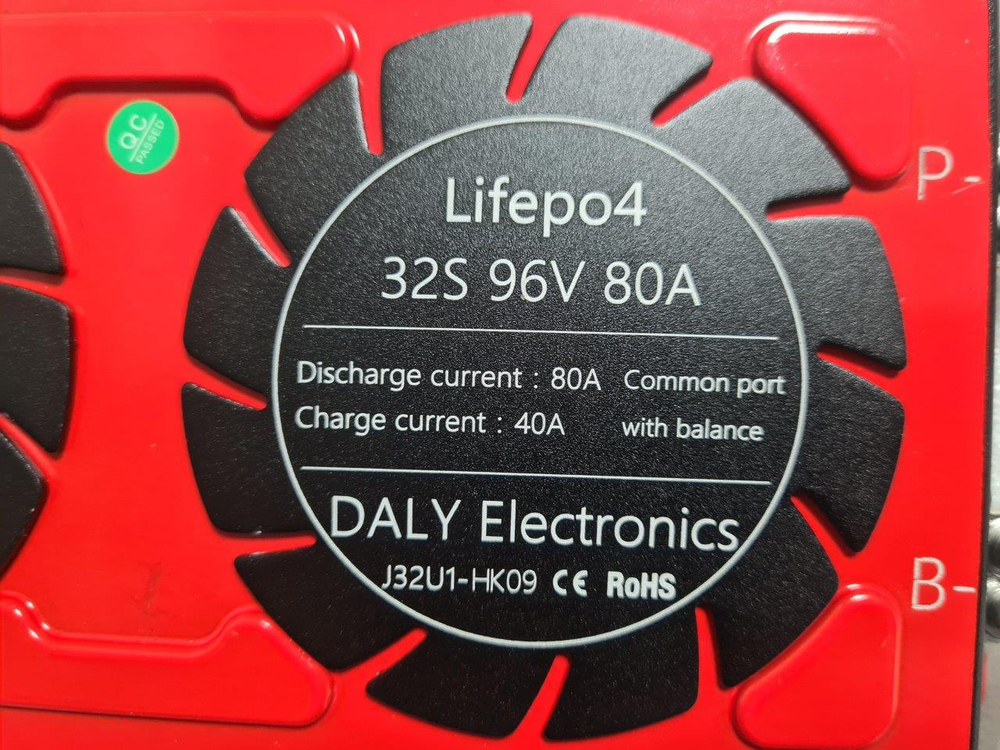 QC
PASSED
P-
Lifepo4
32S 96V 80A
Discharge current : 80A Common port
Charge current : 40A with balance
DALY Electronics
J32U1-HK09 CE RoHS
B-